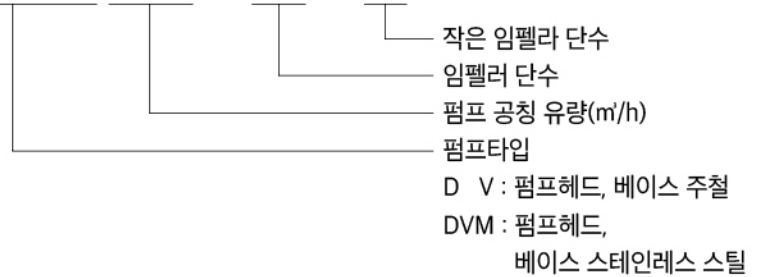 작은 임펠라 단수
임펠러 단수
펌프 공칭 유량(㎥/h)
펌프타입
D V : 펌프헤드, 베이스 주철
DVM : 펌프헤드,
베이스 스테인레스 스틸